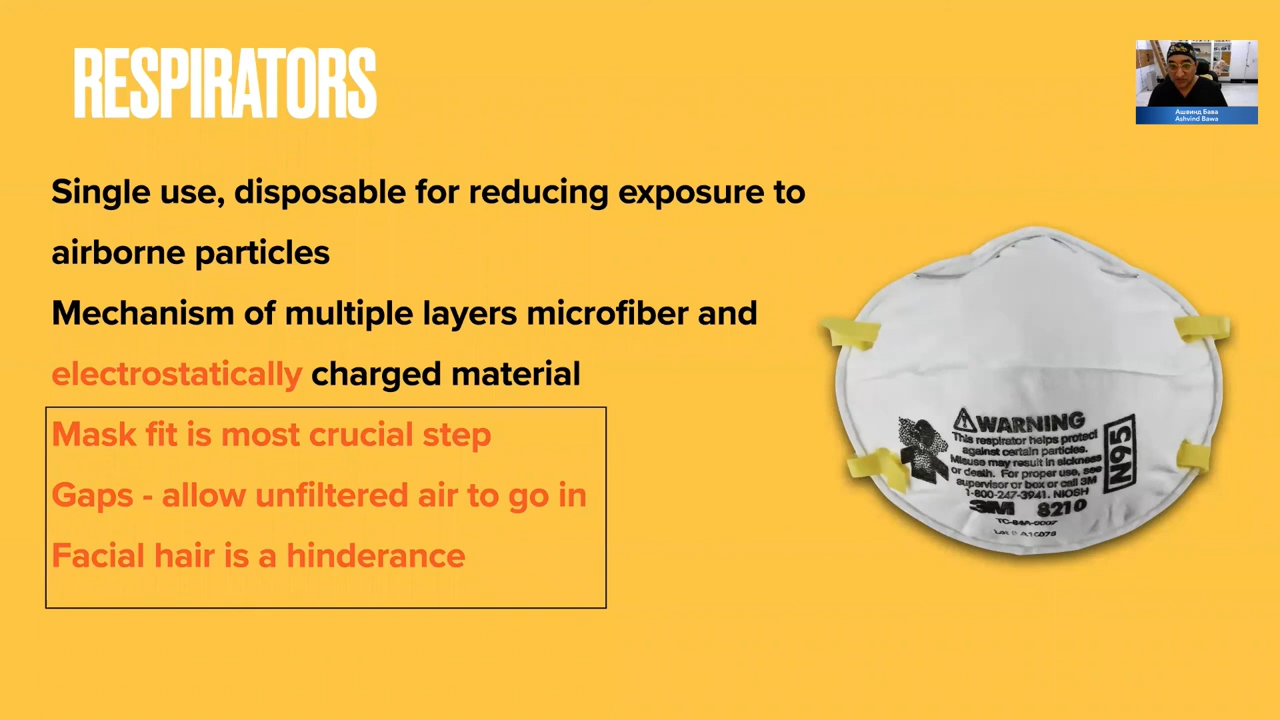 RESPIRATORS
Ашвинд Бава
Ashvind Bawa
Single use, disposable for reducing exposure to
airborne particles
Mechanism of multiple layers microfiber and
electrostatically charged material
Mask fit is most crucial step
Gaps - allow unfiltered air to go in
Facial hair is a hinderance
WARNING
This respirator helps protect
against certain particles.
Misuse may result in sickness
or death. For proper use, see
supervisor or box or call 3M
1-800-247-3941. NIOSH
3M 8210
N95
TC-84A-0007